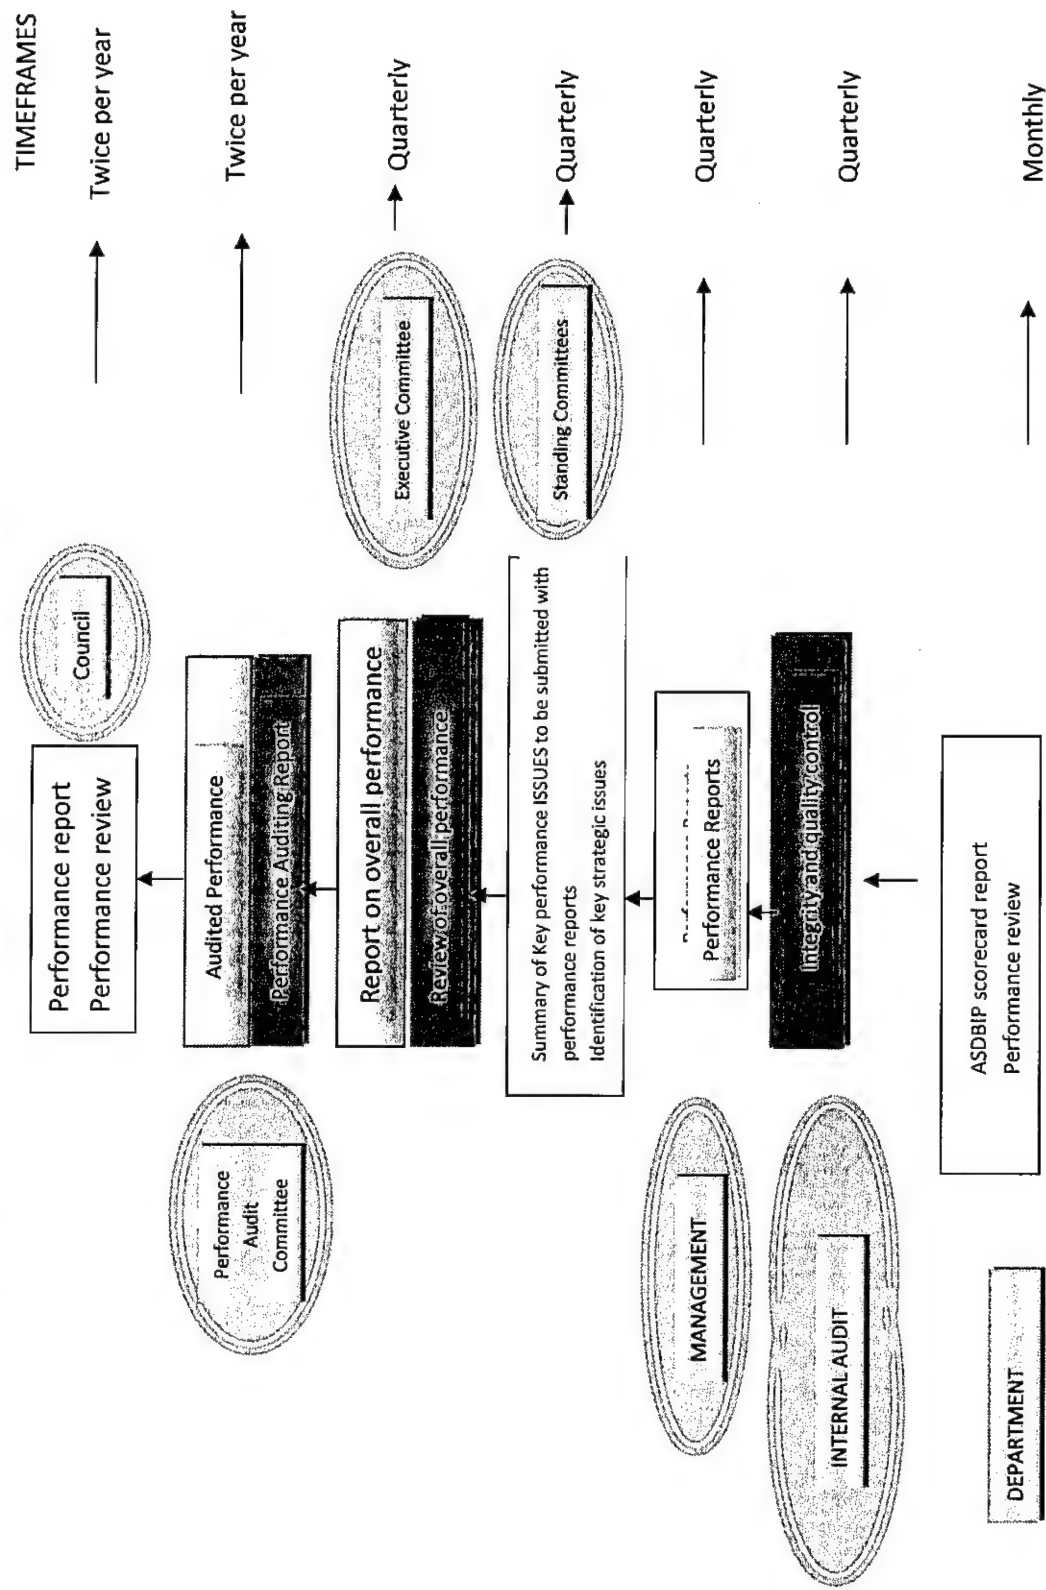 TIMEFRAMES
Council
Performance report
Performance review
Twice per year
Performance
Audit
Committee
Audited Performance
Performance Auditing Report
Twice per year
Report on overall performance
Review of overall performance
Executive Committee
Quarterly
Summary of Key performance ISSUES to be submitted with
performance reports
Identification of key strategic issues
Standing Committees
Quarterly
MANAGEMENT
Performance Reports
Quarterly
INTERNAL AUDIT
Integrity and quality control
Quarterly
DEPARTMENT
ASDBIP scorecard report
Performance review
Monthly